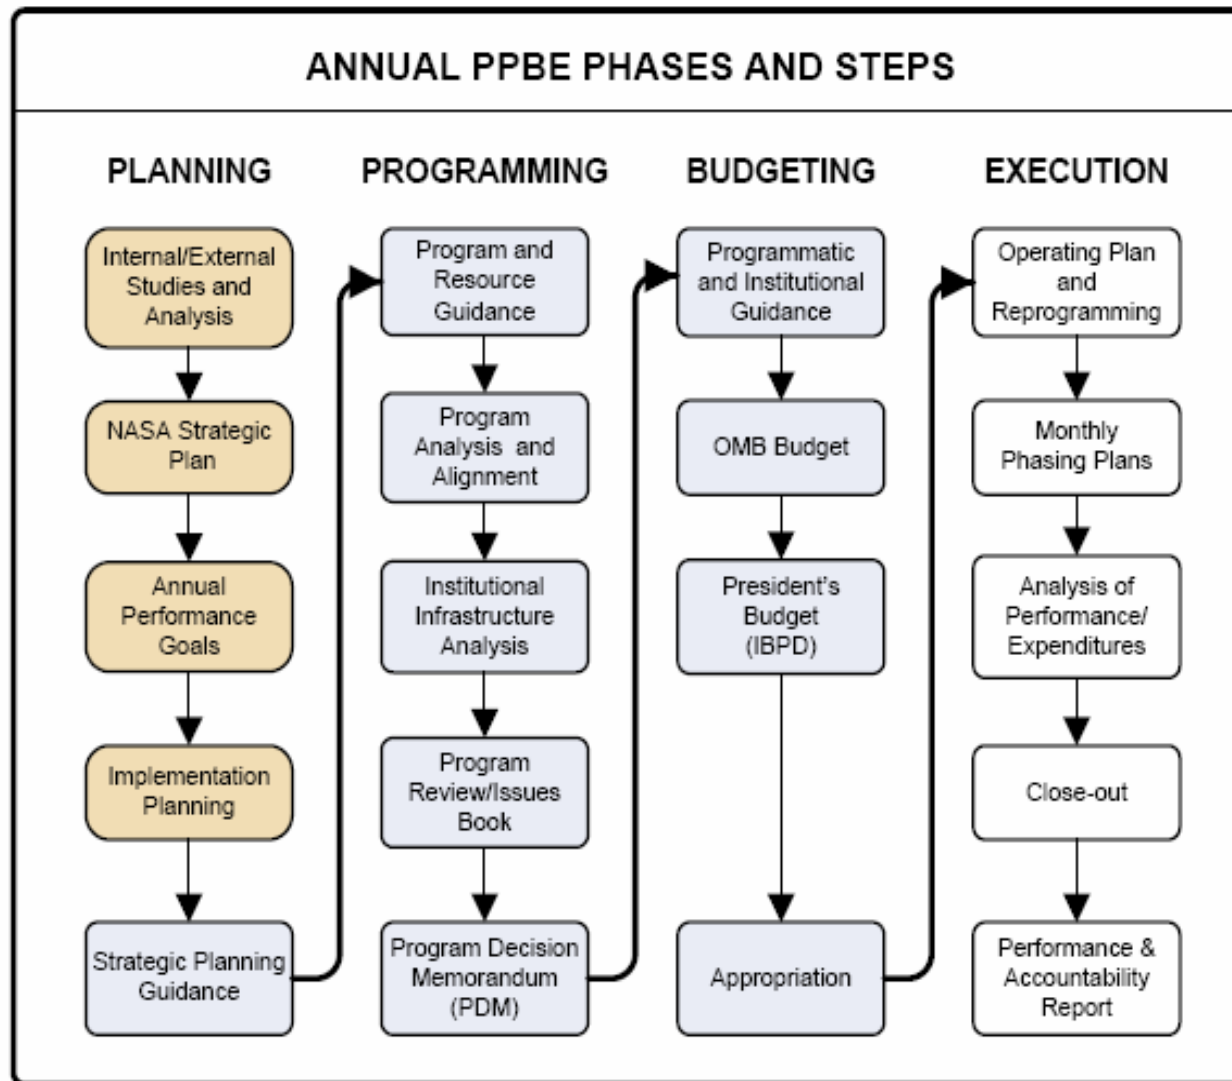 ANNUAL PPBE PHASES AND STEPS
PLANNING
Internal/External
Studies and
Analysis
NASA Strategic
Plan
Annual
Performance
Goals
Implementation
Planning
Strategic Planning
Guidance
PROGRAMMING
Program and
Resource
Guidance
Program
Analysis and
Alignment
Institutional
Infrastructure
Analysis
Program
Review/Issues
Book
Program Decision
Memorandum
(PDM)
BUDGETING
Programmatic
and Institutional
Guidance
OMB Budget
President's
Budget
(IBPD)
Appropriation
EXECUTION
Operating Plan
and
Reprogramming
Monthly
Phasing Plans
Analysis of
Performance/
Expenditures
Close-out
Performance &
Accountability
Report